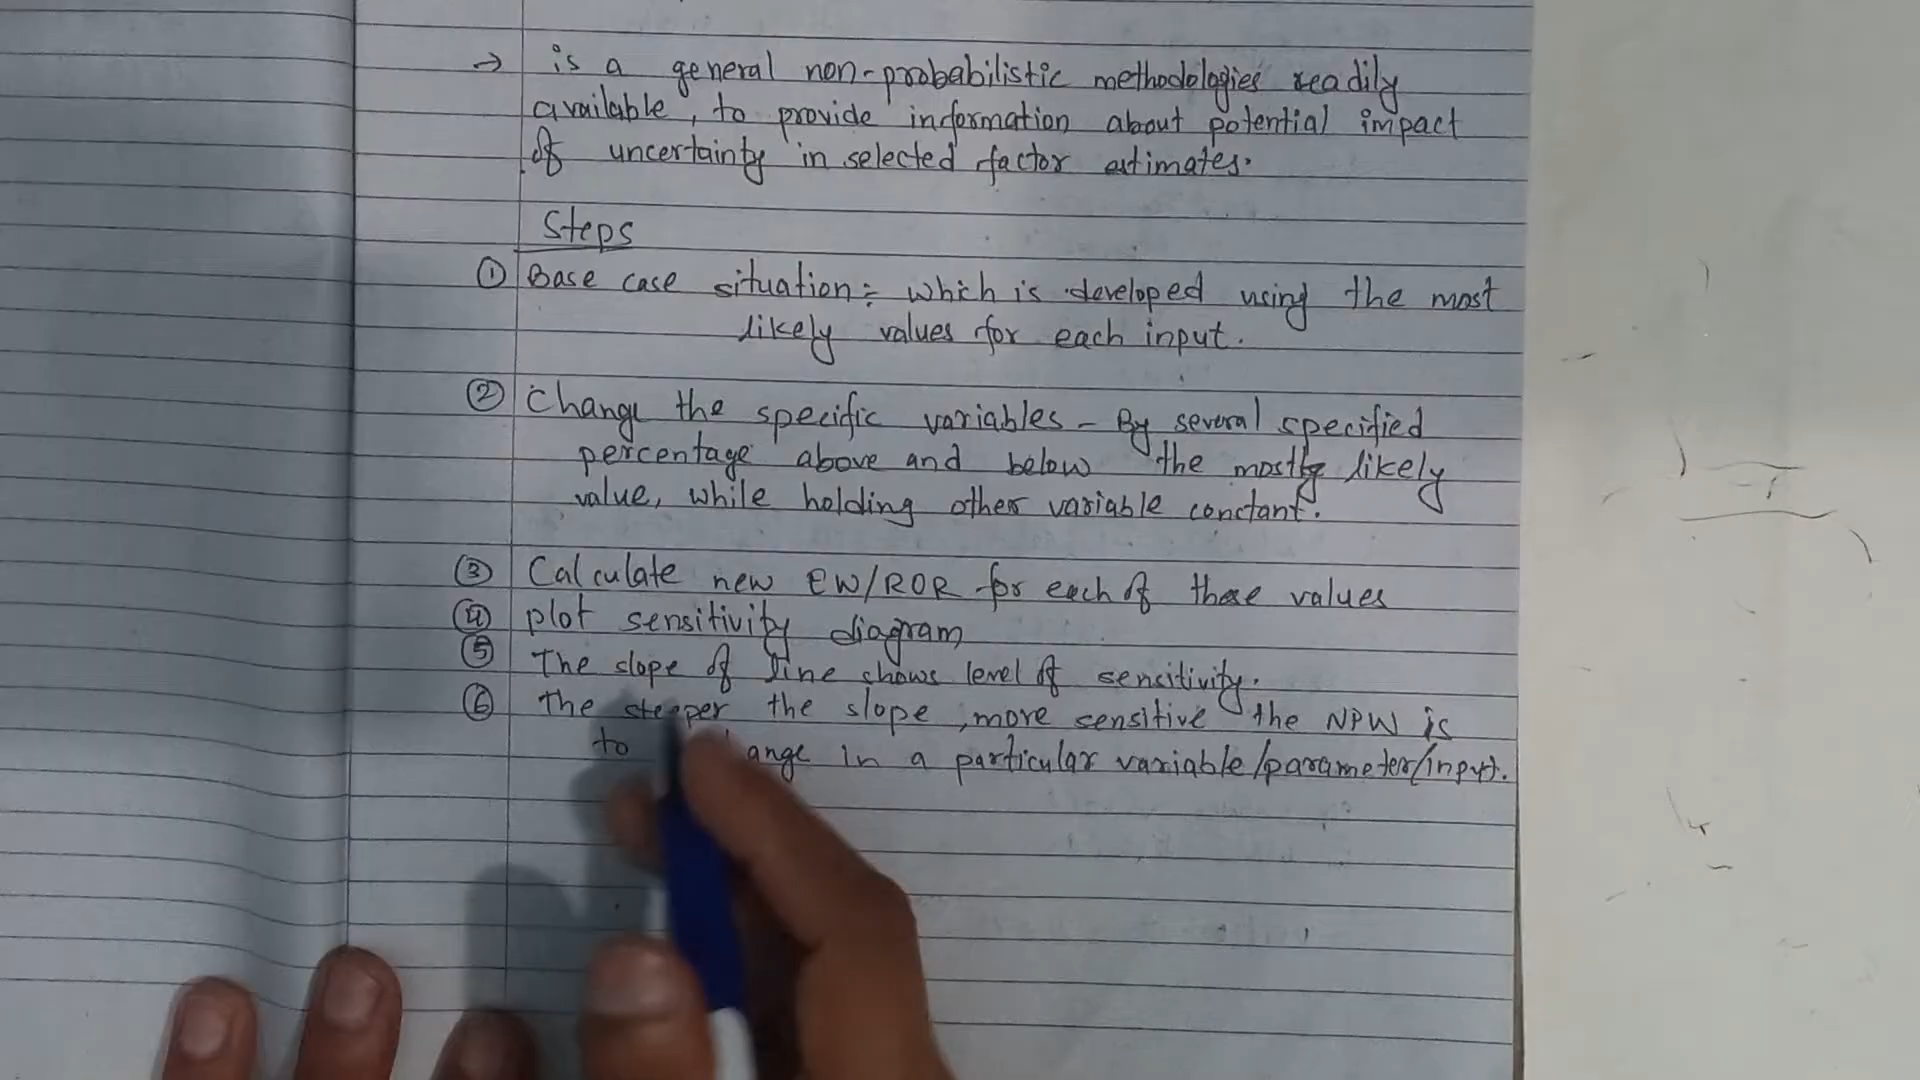 → is a general non-probabilistic methodologies readily
available, to provide information about potential impact
of uncertainty in selected factor estimates.
Steps
① Base case situation:- which is developed using the most
likely values for each input.
② Change the specific variables - By several specified
percentage above and below the mostly likely
value, while holding other variable constant.
③ Calculate new EW/ROR for each of these values
④ plot sensitivity diagram
⑤ The slope of line shows level of sensitivity.
⑥ The steeper the slope, more sensitive the NPW is
to ange in a particular variable/parameter/input.